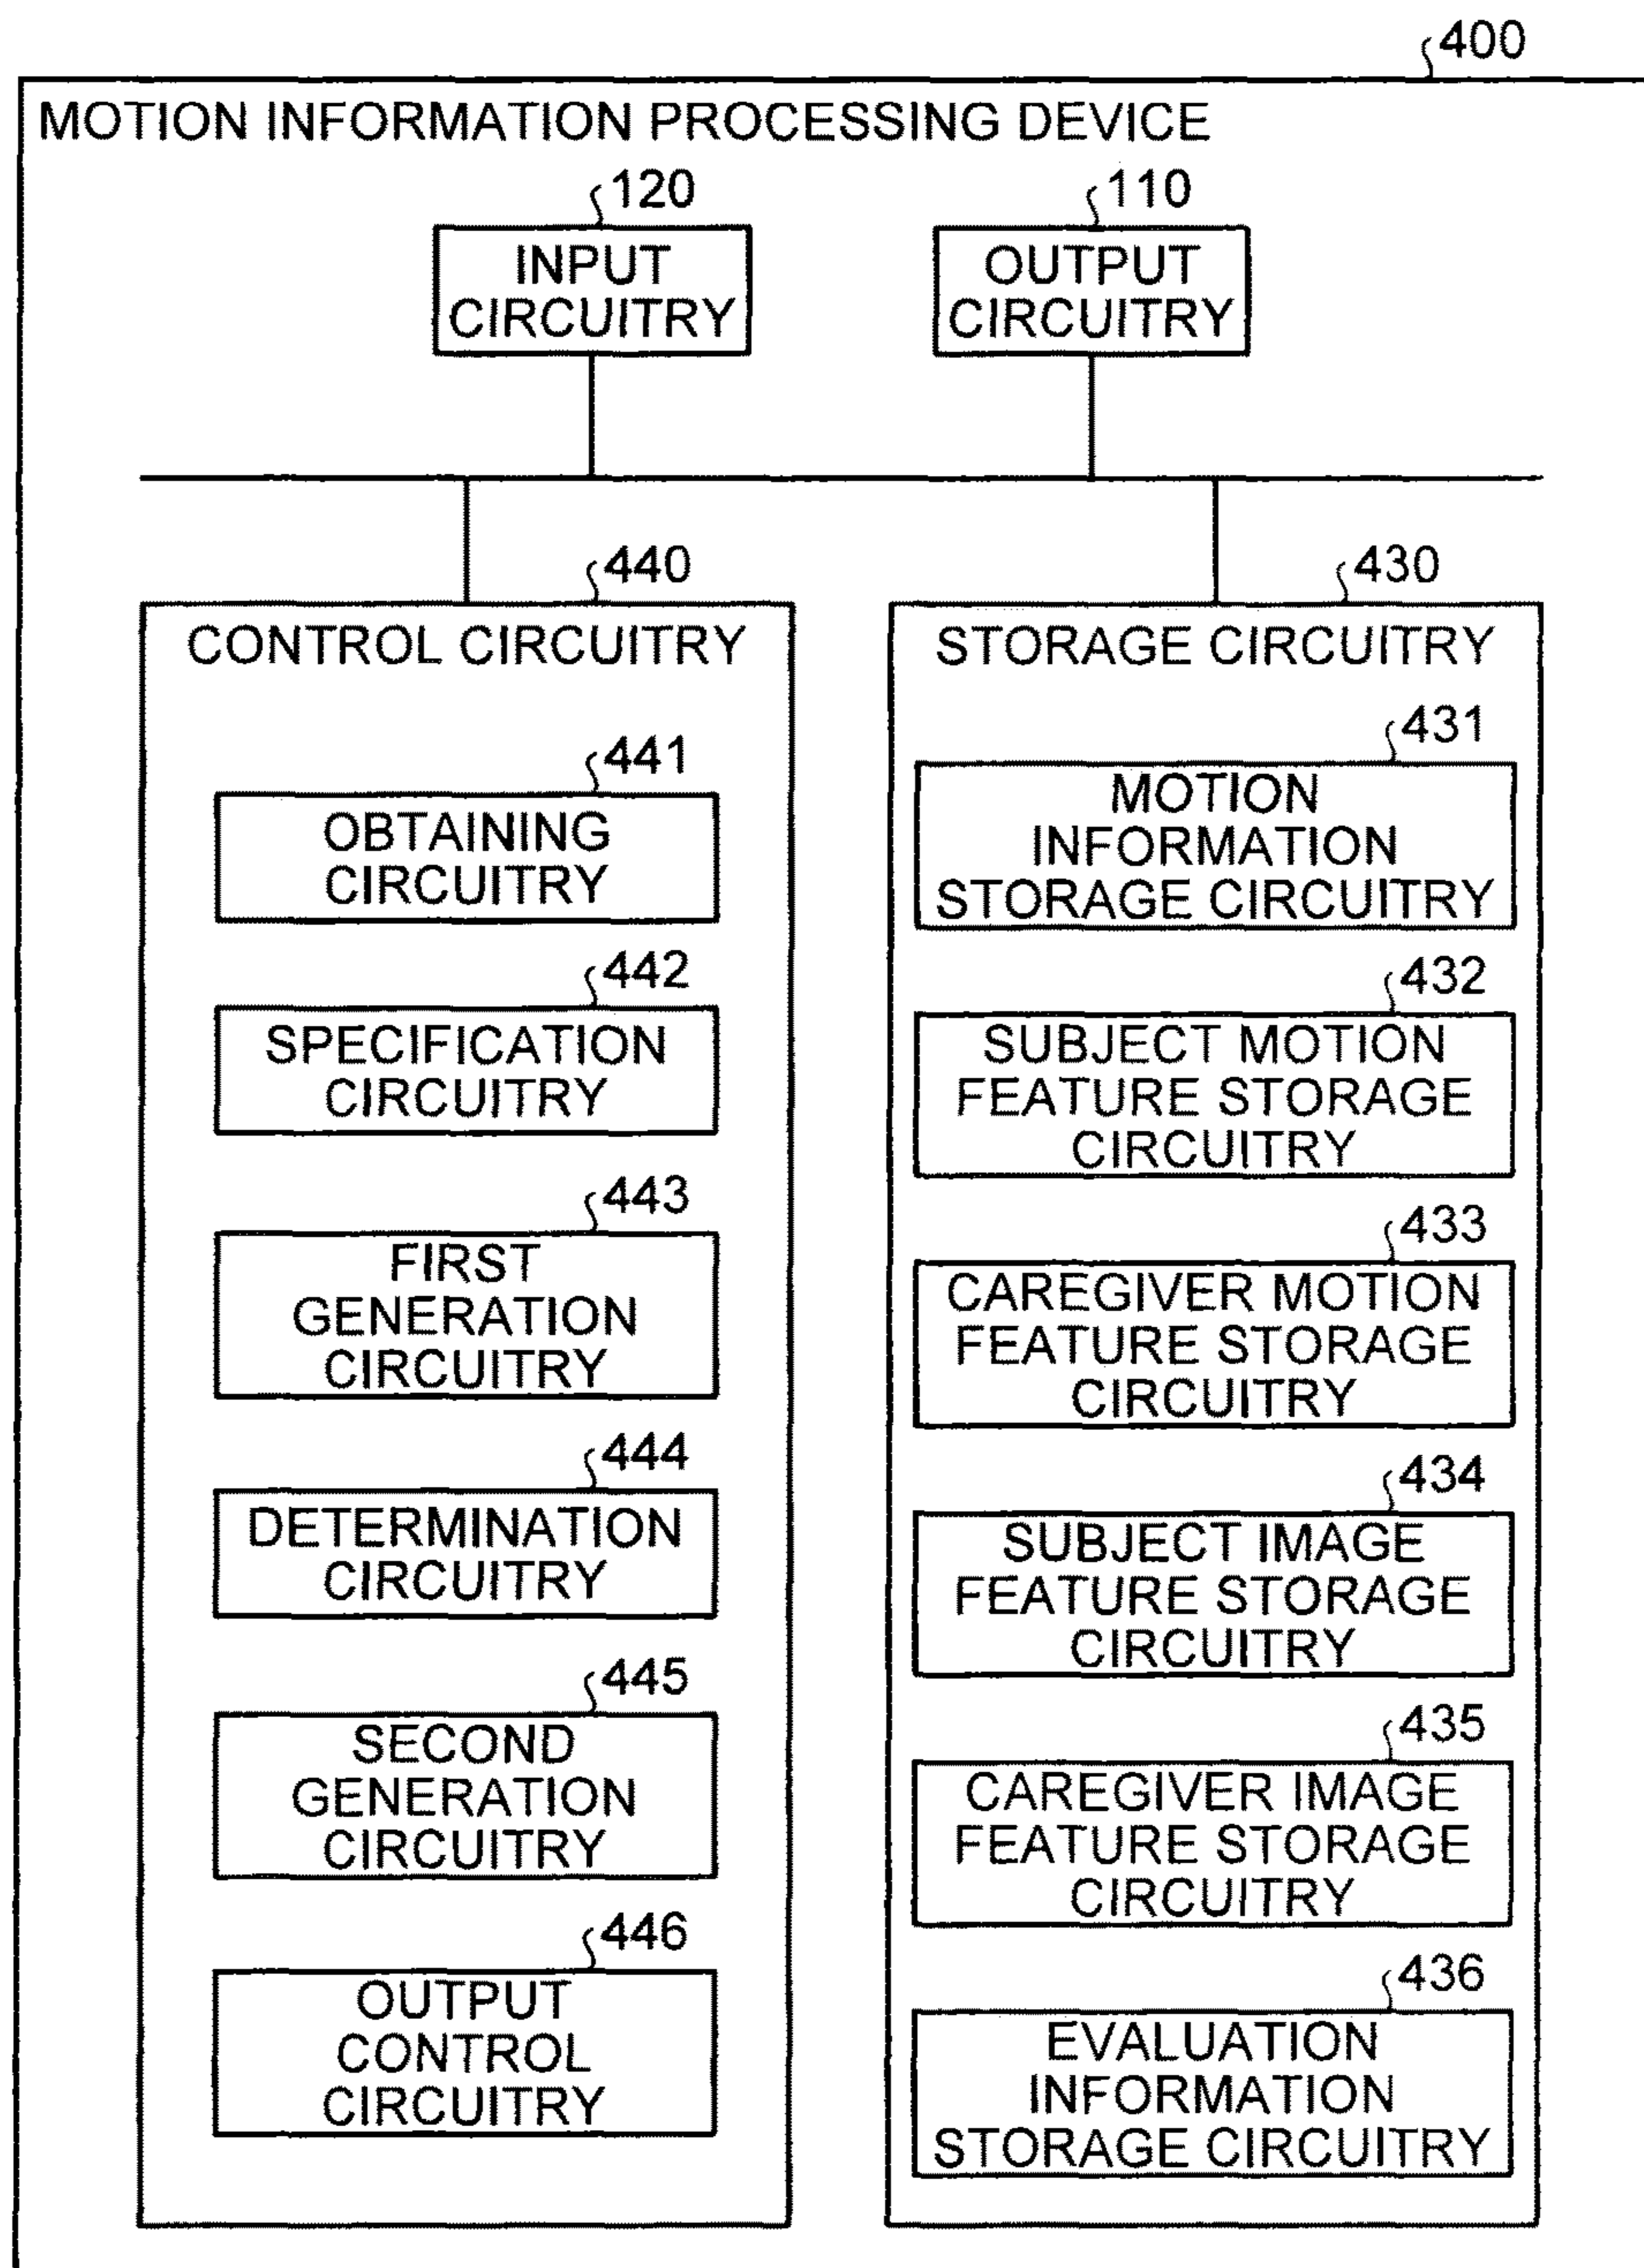 400
MOTION INFORMATION PROCESSING DEVICE
120
INPUT
CIRCUITRY
110
OUTPUT
CIRCUITRY
440
CONTROL CIRCUITRY
441
OBTAINING
CIRCUITRY
442
SPECIFICATION
CIRCUITRY
443
FIRST
GENERATION
CIRCUITRY
444
DETERMINATION
CIRCUITRY
445
SECOND
GENERATION
CIRCUITRY
446
OUTPUT
CONTROL
CIRCUITRY
430
STORAGE CIRCUITRY
431
MOTION
INFORMATION
STORAGE CIRCUITRY
432
SUBJECT MOTION
FEATURE STORAGE
CIRCUITRY
433
CAREGIVER MOTION
FEATURE STORAGE
CIRCUITRY
434
SUBJECT IMAGE
FEATURE STORAGE
CIRCUITRY
435
CAREGIVER IMAGE
FEATURE STORAGE
CIRCUITRY
436
EVALUATION
INFORMATION
STORAGE CIRCUITRY